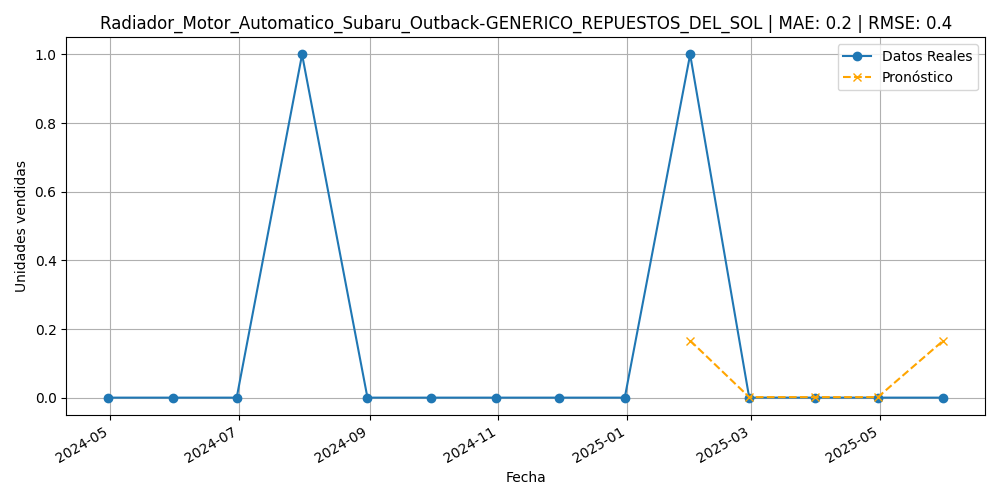 Radiador_Motor_Automatico_Subaru_Outback-GENERICO_REPUESTOS_DEL_SOL | MAE: 0.2 | RMSE: 0.4
Datos Reales
Pronóstico
Unidades vendidas
1.0
0.8
0.6
0.4
0.2
0.0
2024-05
2024-07
2024-09
2024-11
2025-01
2025-03
2025-05
Fecha